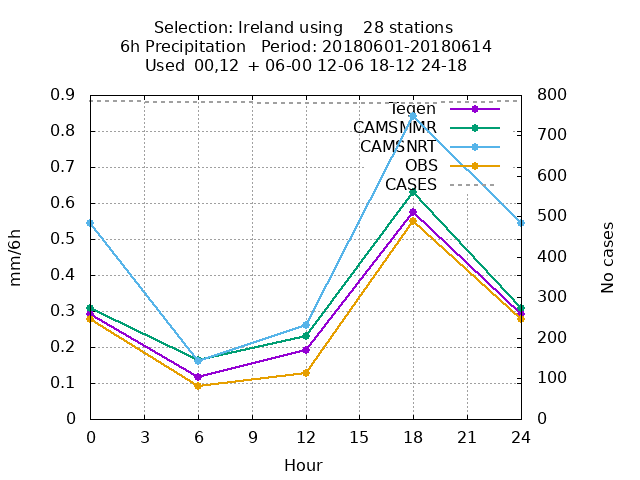 Selection: Ireland using 28 stations
6h Precipitation Period: 20180601-20180614
Used 00,12 + 06-00 12-06 18-12 24-18
0.9
0.8
0.7
0.6
0.5
0.4
0.3
0.2
0.1
0
mm/6h
Tegen
CAMSMMR
CAMSNRT
OBS
CASES
800
700
600
500
400
300
200
100
0
No cases
0 3 6 9 12 15 18 21 24
Hour